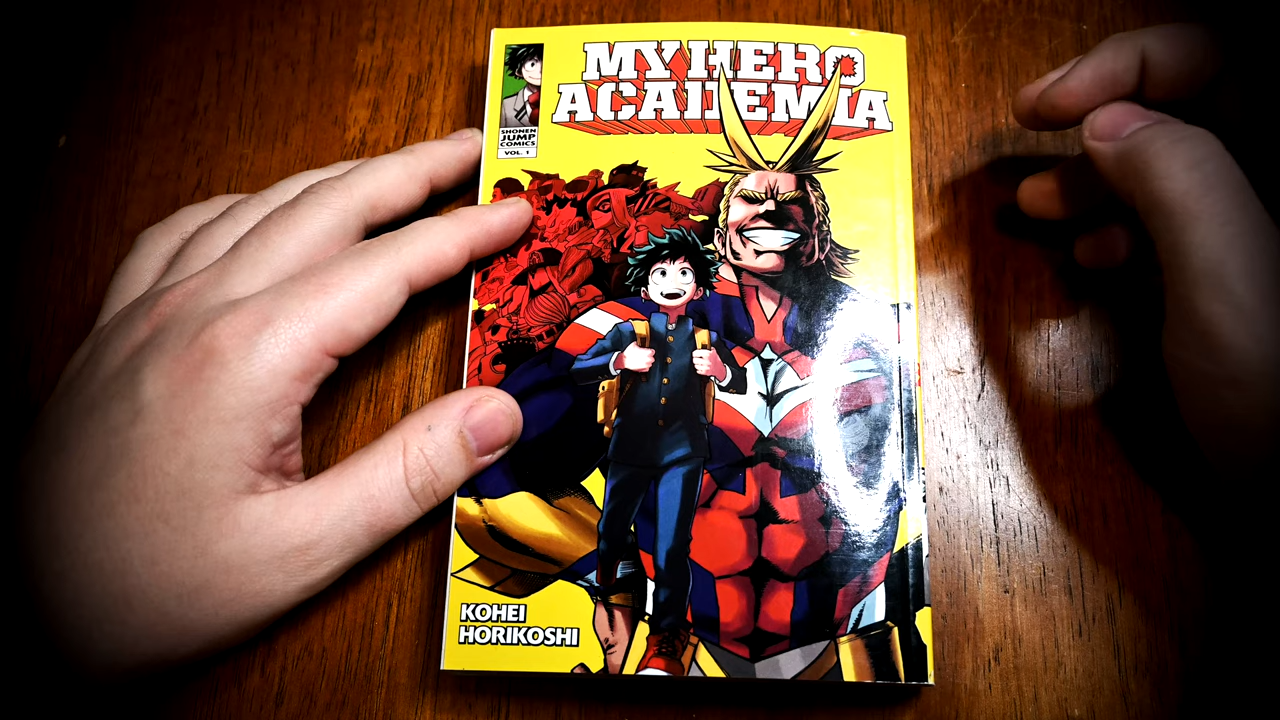 MY HERO
ACADEMIA
SHONEN
JUMP
COMICS
VOL. 1
KOHEI
HORIKOSHI